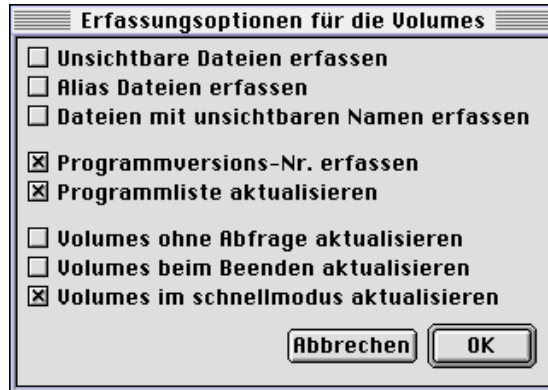 Erfassungsoptionen für die Volumes
Unsichtbare Dateien erfassen
Alias Dateien erfassen
Dateien mit unsichtbaren Namen erfassen
Programmversions-Nr. erfassen
Programmliste aktualisieren
Volumes ohne Abfrage aktualisieren
Volumes beim Beenden aktualisieren
Volumes im schnellmodus aktualisieren
Abbrechen OK